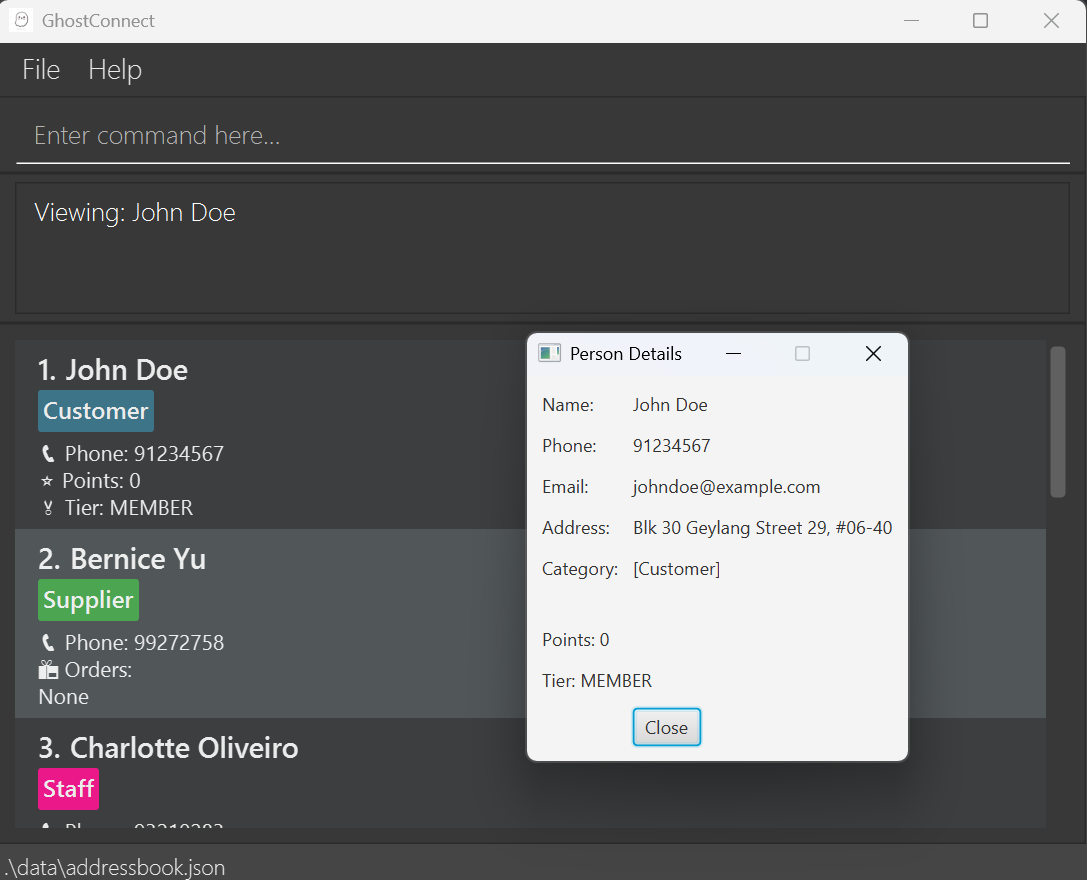 GhostConnect
File Help
Enter command here...
Viewing: John Doe
1. John Doe
Customer
Phone: 91234567
Points: 0
Tier: MEMBER
2. Bernice Yu
Supplier
Phone: 99272758
Orders:
None
3. Charlotte Oliveiro
Staff
Person Details
Name: John Doe
Phone: 91234567
Email: johndoe@example.com
Address: Blk 30 Geylang Street 29, #06-40
Category: [Customer]
Points: 0
Tier: MEMBER
Close
.\data\addressbook.json